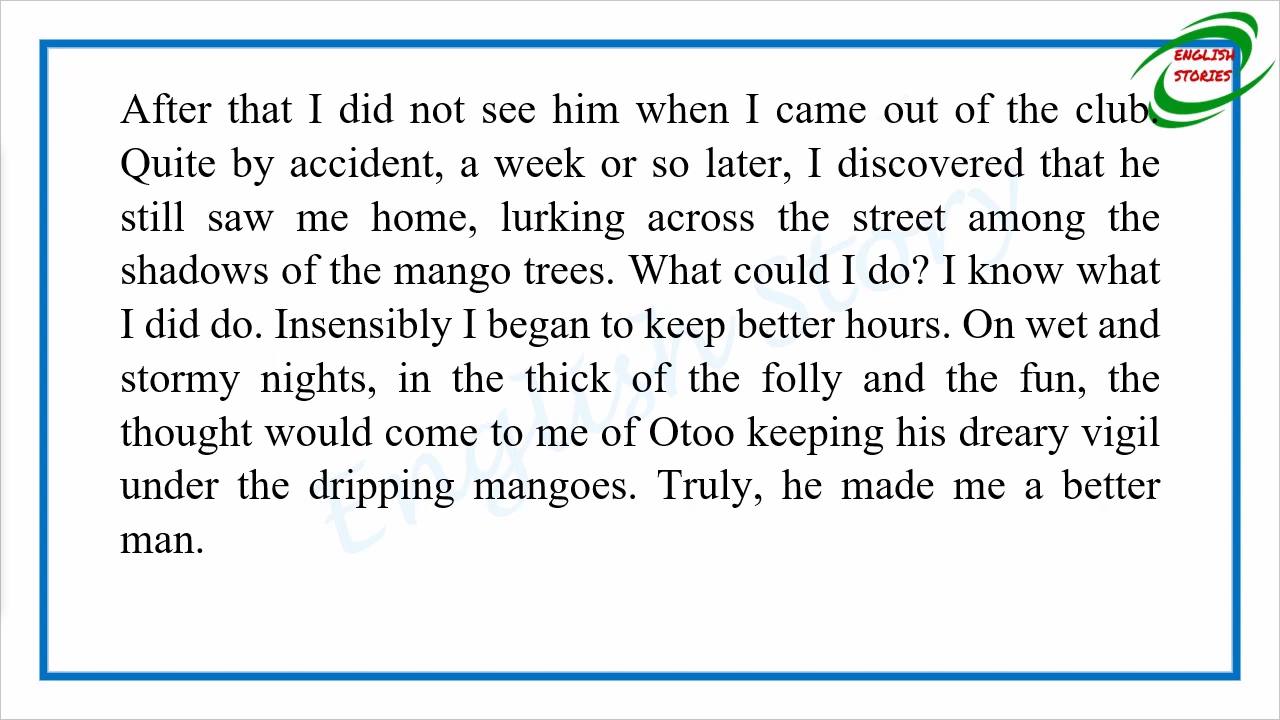 ENGLISH
STORIES
After that I did not see him when I came out of the club.
Quite by accident, a week or so later, I discovered that he
still saw me home, lurking across the street among the
shadows of the mango trees. What could I do? I know what
I did do. Insensibly I began to keep better hours. On wet and
stormy nights, in the thick of the folly and the fun, the
thought would come to me of Otoo keeping his dreary vigil
under the dripping mangoes. Truly, he made me a better
man.
English Story